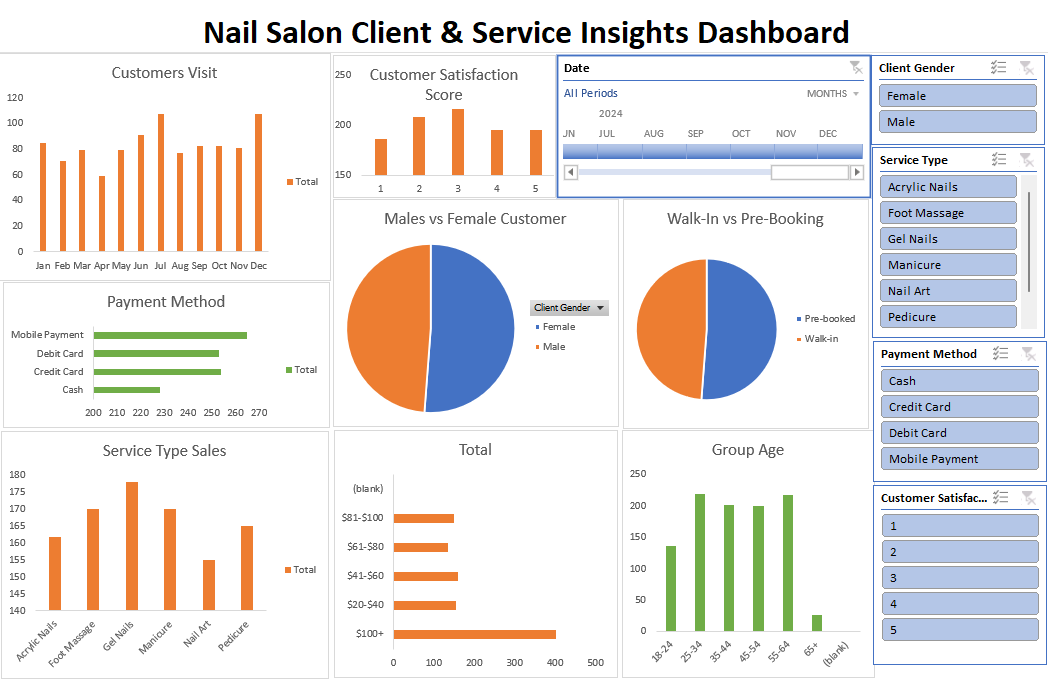 Nail Salon Client & Service Insights Dashboard
Customers Visit
120
100
80
60
40
20
0
Jan Feb Mar Apr May Jun Jul Aug Sep Oct Nov Dec
Total
Customer Satisfaction
Score
250
200
150
1 2 3 4 5
Date
All Periods
MONTHS
2024
JN JUL AUG SEP OCT NOV DEC
Client Gender
Female
Male
Service Type
Acrylic Nails
Foot Massage
Gel Nails
Manicure
Nail Art
Pedicure
Payment Method
Mobile Payment
Debit Card
Credit Card
Cash
200 210 220 230 240 250 260 270
Total
Males vs Female Customer
Client Gender
Female
Male
Walk-In vs Pre-Booking
Pre-booked
Walk-in
Payment Method
Cash
Credit Card
Debit Card
Mobile Payment
Service Type Sales
180
175
170
165
160
155
150
145
140
Acrylic Nails
Foot Massage
Gel Nails
Manicure
Nail Art
Pedicure
Total
Total
(blank)
$81-$100
$61-$80
$41-$60
$20-$40
$100+
0 100 200 300 400 500
Group Age
250
200
150
100
50
0
18-24
25-34
35-44
45-54
55-64
65+
(blank)
Customer Satisfac...
1
2
3
4
5